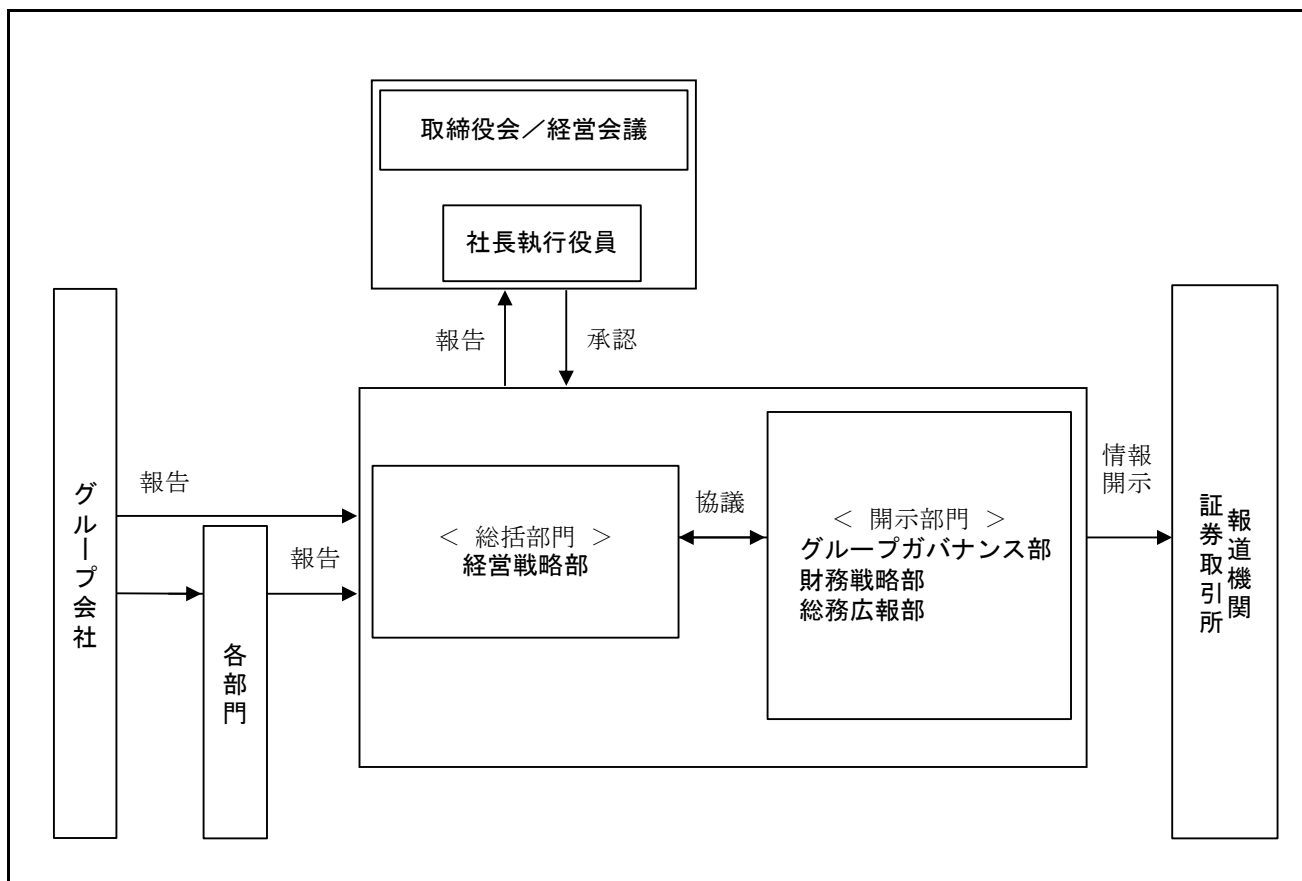 取締役会／経営会議
社長執行役員
報告
承認
グループ会社
報告
各部門
報告
＜ 総括部門 ＞
経営戦略部
協議
＜ 開示部門 ＞
グループガバナンス部
財務戦略部
総務広報部
情報
開示
報道機関
証券取引所